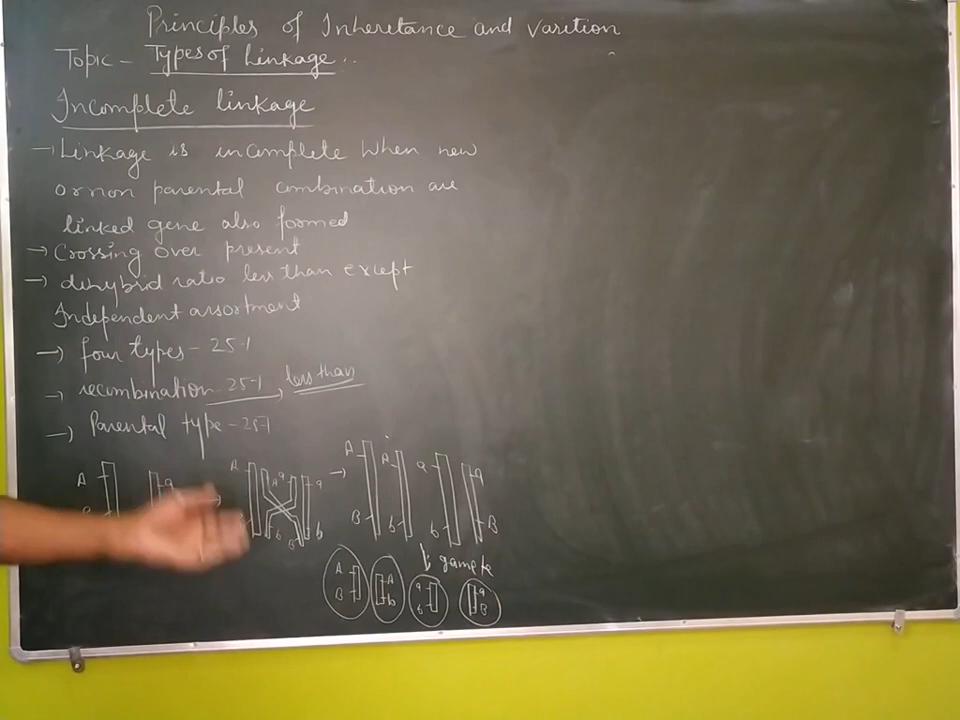 Principles of Inheretance and varition
Topic - Types of Linkage ..
Incomplete linkage
→ Linkage is incomplete when new
or non parental combination are
linked gene also formed
→ Crossing over present
→ dihybrid ratio less than except
Independent assortment
→ four types - 25%
→ recombination 25% → less than
→ Parental type - 25%
A a → A A a a b B b → A A a a
B b b B
↓ gamete
A A a a
B b b B